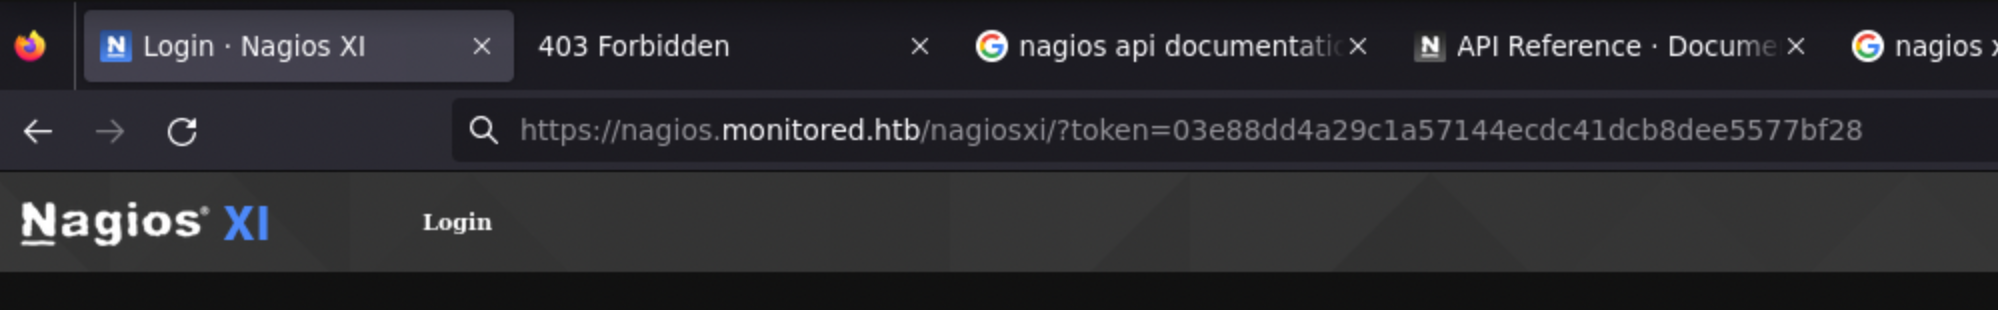 Login · Nagios XI 403 Forbidden nagios api documentatic API Reference · Docume nagios x
https://nagios.monitored.htb/nagiosxi/?token=03e88dd4a29c1a57144ecdc41dcb8dee5577bf28
Nagios® XI Login